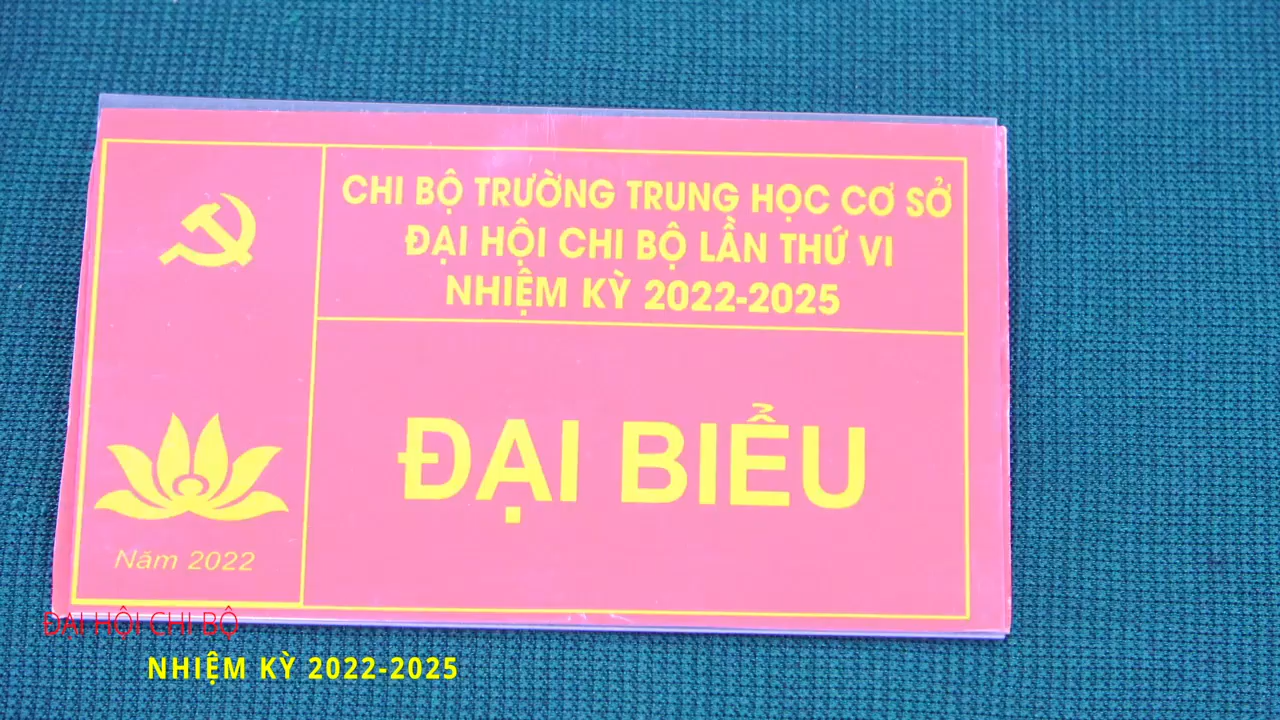 CHI BỘ TRƯỜNG TRUNG HỌC CƠ SỞ
ĐẠI HỘI CHI BỘ LẦN THỨ VI
NHIỆM KỲ 2022-2025
ĐẠI BIỂU
Năm 2022
ĐẠI HỘI CHI BỘ
NHIỆM KỲ 2022-2025